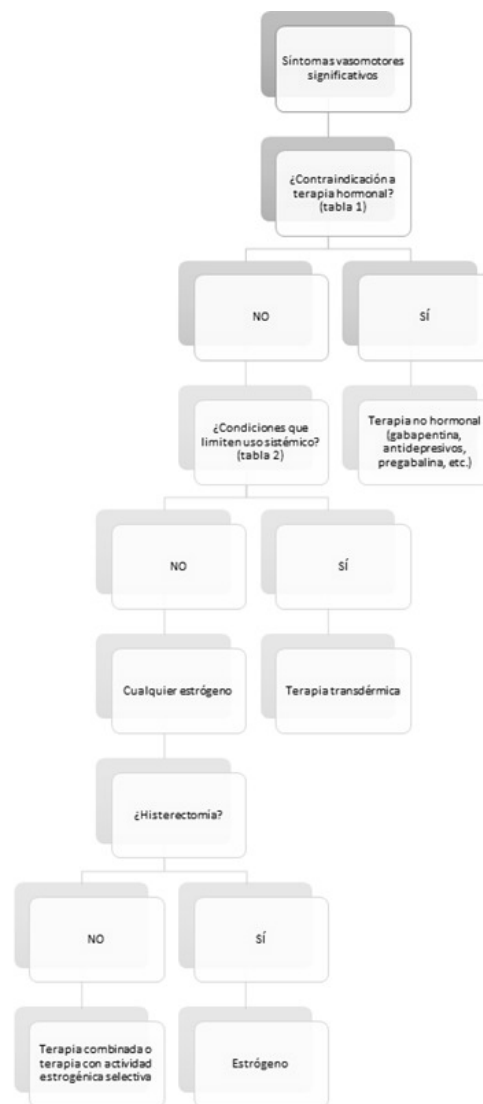 Síntomas vasomotores
significativos
¿Contraindicación a
terapia hormonal?
(tabla 1)
NO
SÍ
¿Condiciones que
limiten uso sistémico?
(tabla 2)
Terapia no hormonal
(gabapentina,
antidepresivos,
pregabalina, etc.)
NO
SÍ
Cualquier estrógeno
Terapia transdérmica
¿Histerectomía?
NO
SÍ
Terapia combinada o
terapia con actividad
estrogénica selectiva
Estrógeno